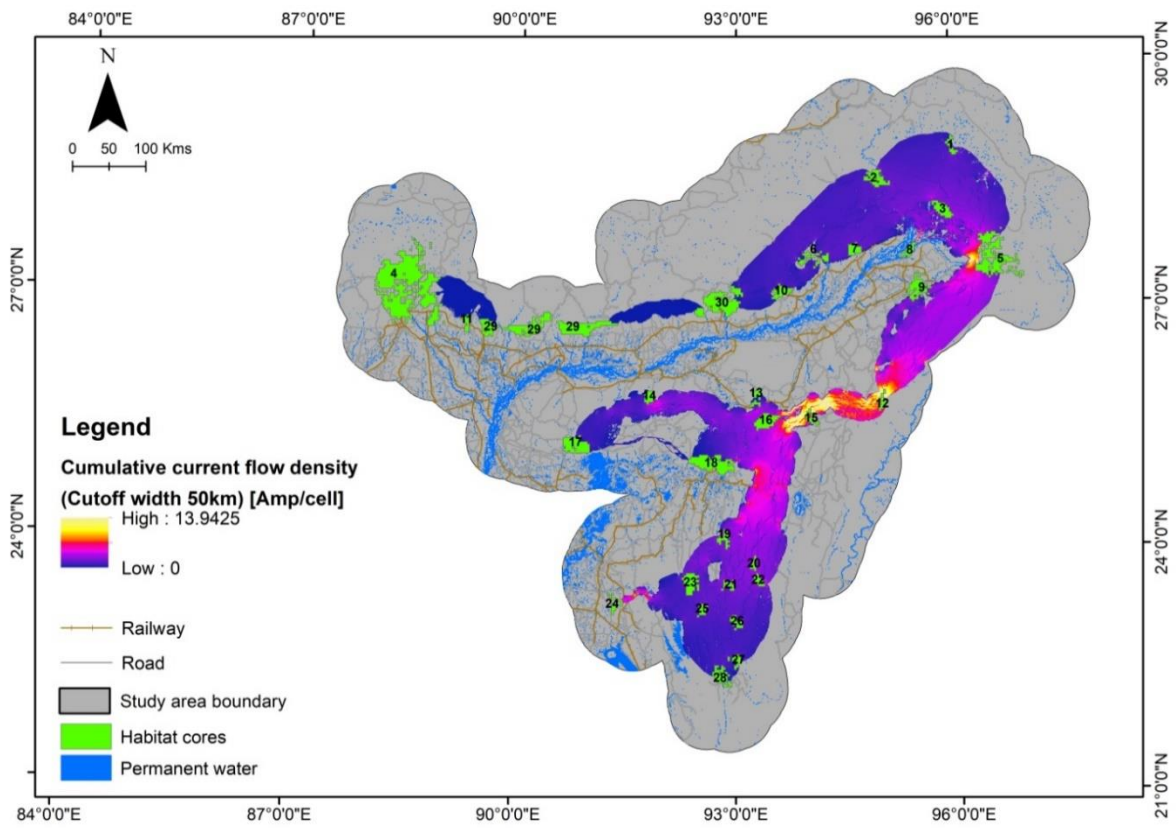 84°0'0"E 87°0'0"E 90°0'0"E 93°0'0"E 96°0'0"E
30°0'0"N
N
0 50 100 Kms
1
2
3
4
5
6
7
8
9
10
11
29
29
29
30
27°0'0"N
27°0'0"N
12
13
14
15
16
17
18
19
20
21
22
23
24
25
26
27
28
Legend
Cumulative current flow density
(Cutoff width 50km) [Amp/cell]
High : 13.9425
Low : 0
24°0'0"N
24°0'0"N
Railway
Road
Study area boundary
Habitat cores
Permanent water
21°0'0"N
84°0'0"E 87°0'0"E 90°0'0"E 93°0'0"E 96°0'0"E